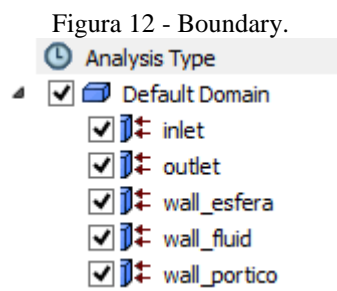 Figura 12 - Boundary.
Analysis Type
Default Domain
inlet
outlet
wall_esfera
wall_fluid
wall_portico